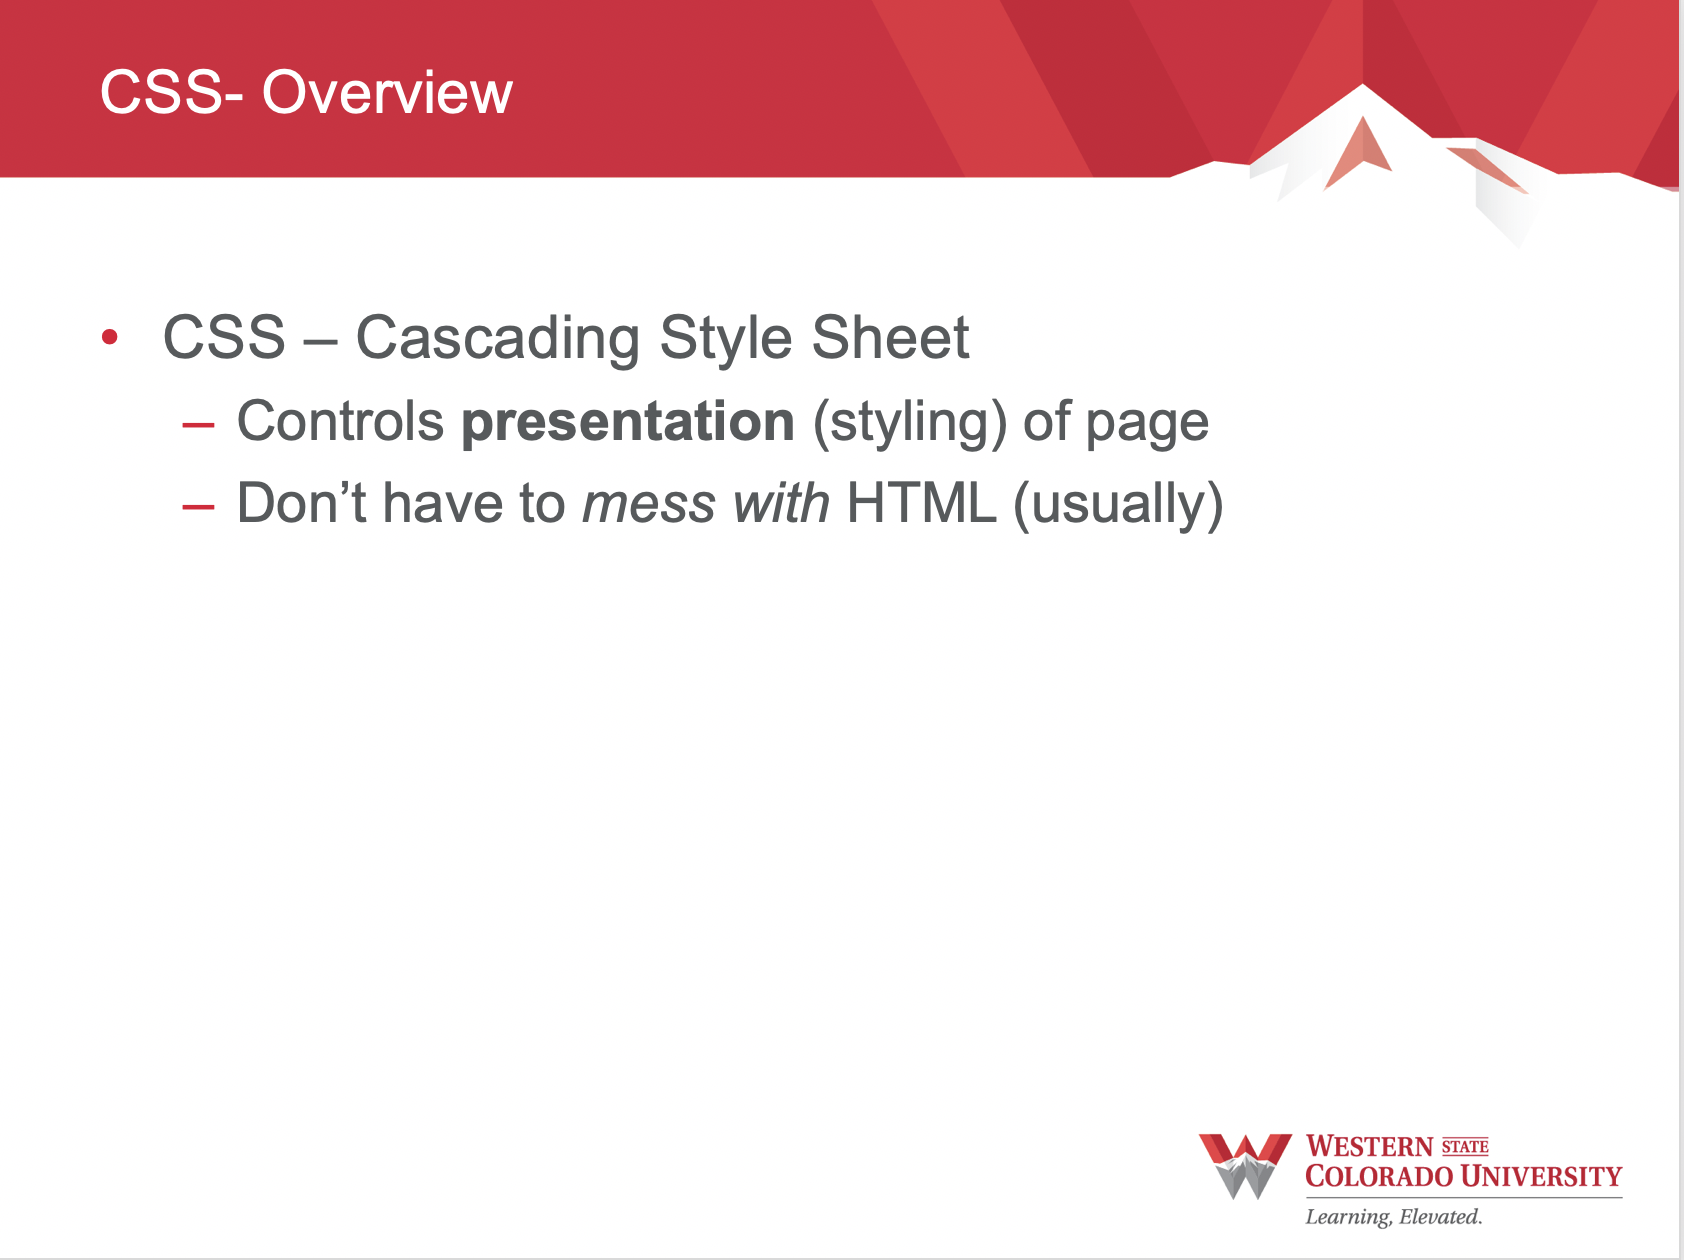 CSS- Overview
• CSS – Cascading Style Sheet
– Controls presentation (styling) of page
– Don’t have to mess with HTML (usually)
WESTERN STATE
COLORADO UNIVERSITY
Learning, Elevated.